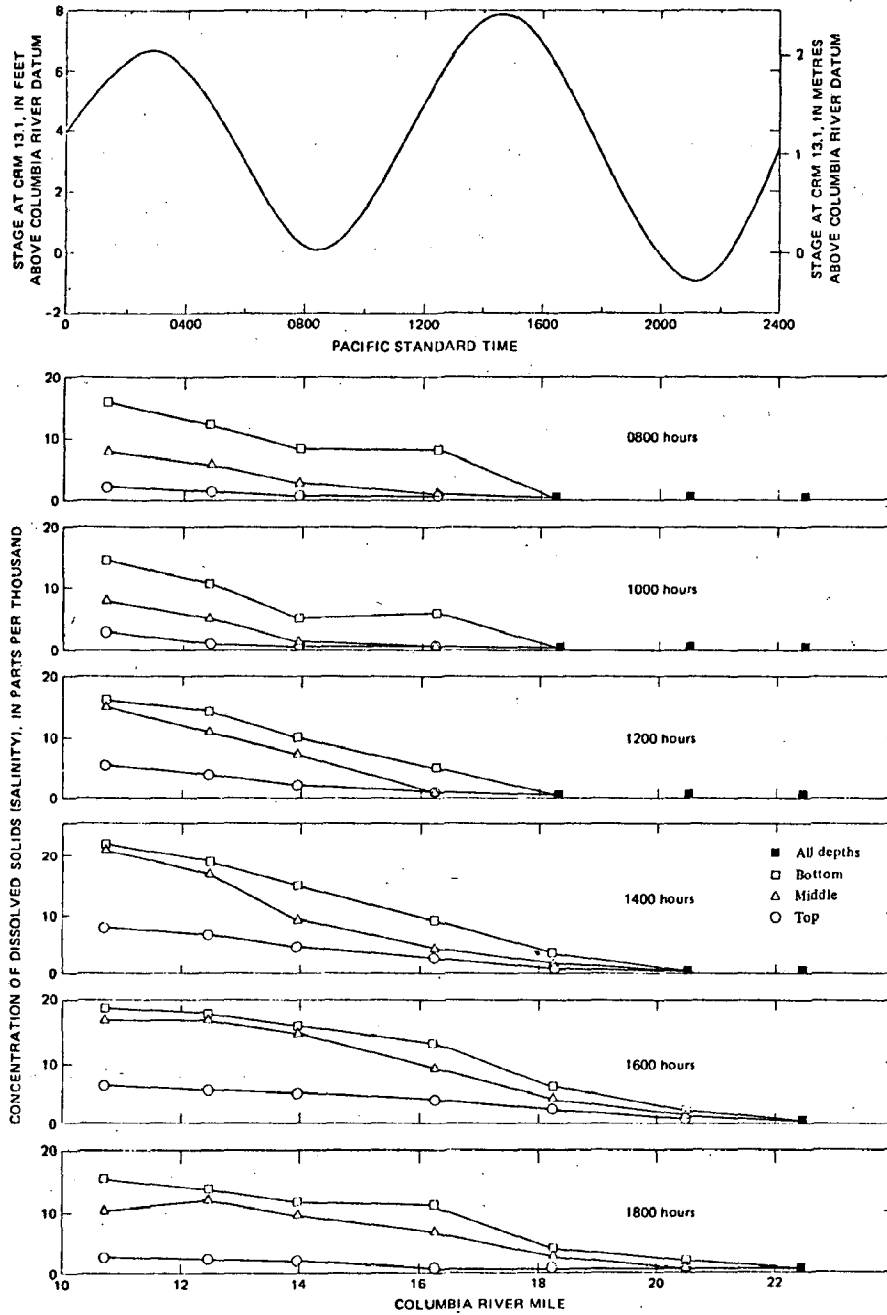 STAGE AT CRM 13.1, IN FEET
ABOVE COLUMBIA RIVER DATUM
8
6
4
2
0
-2
STAGE AT CRM 13.1, IN METRES
ABOVE COLUMBIA RIVER DATUM
2
1
0
0
0400
0800
1200
1600
2000
2400
PACIFIC STANDARD TIME
CONCENTRATION OF DISSOLVED SOLIDS (SALINITY), IN PARTS PER THOUSAND
20
10
0
0800 hours
20
10
0
1000 hours
20
10
0
1200 hours
20
10
0
1400 hours
All depths
Bottom
Middle
Top
20
10
0
1600 hours
20
10
0
1800 hours
10
12
14
16
18
20
22
COLUMBIA RIVER MILE